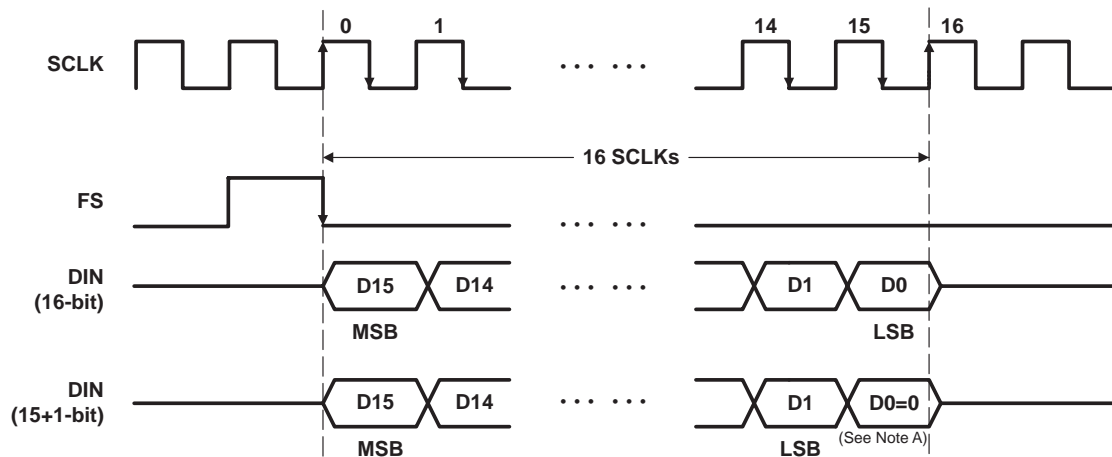 0 1 14 15 16
SCLK
... ...
16 SCLKs
FS
... ...
DIN
(16-bit)
D15 D14 ... ... D1 D0
MSB LSB
DIN
(15+1-bit)
D15 D14 ... ... D1 D0=0
(See Note A)
MSB LSB